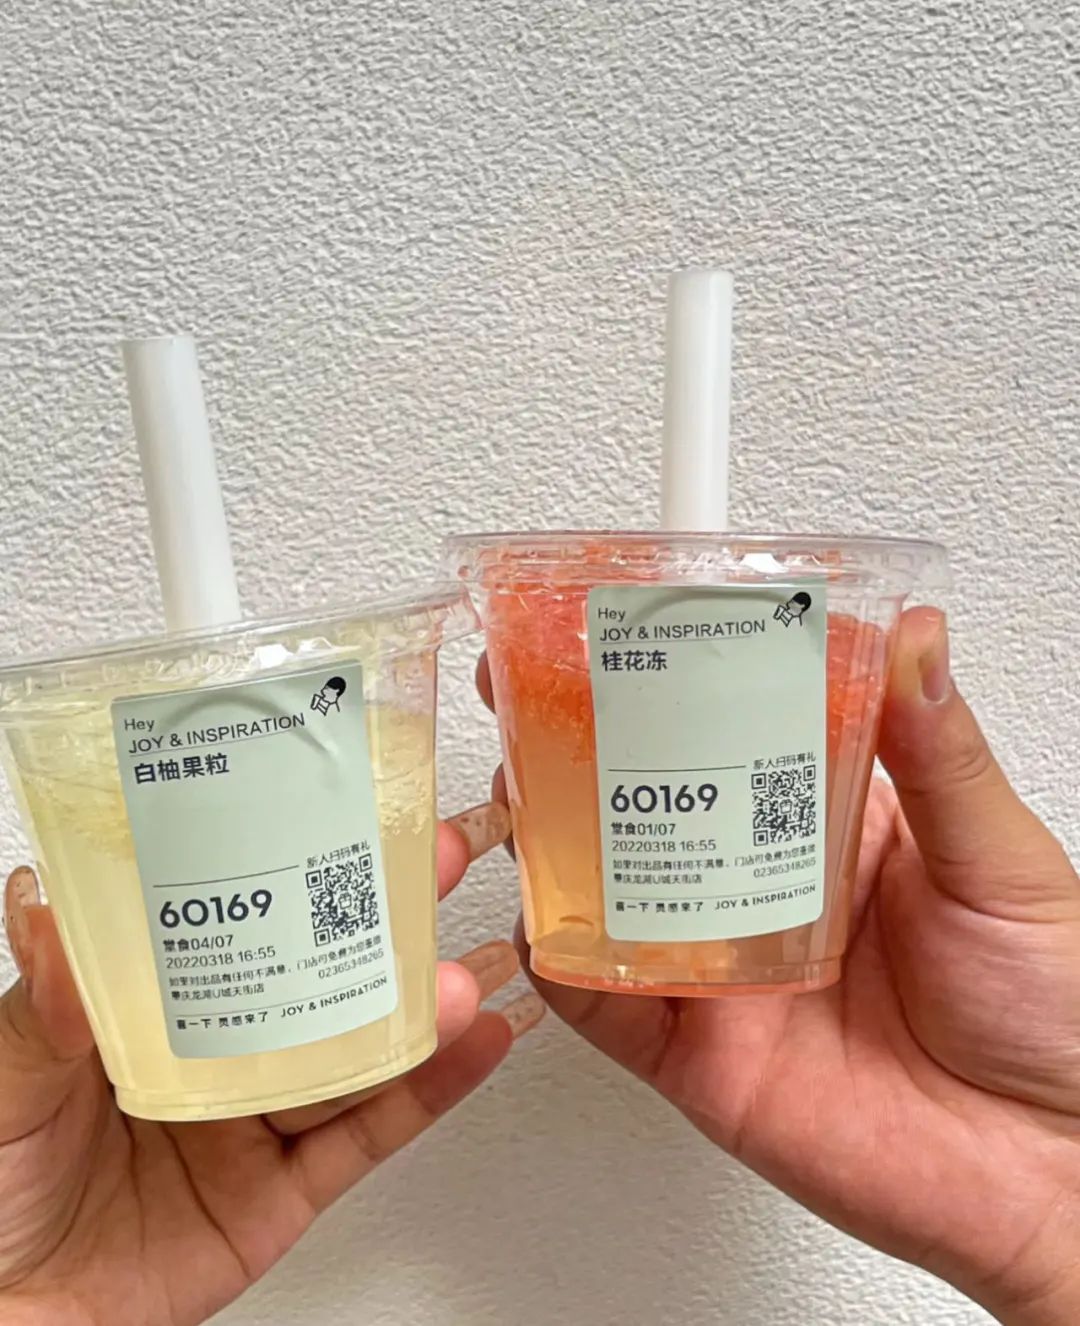 Hey
JOY & INSPIRATION
白柚果粒
新人扫码有礼
60169
堂食04/07
20220318 16:55
如果对出品有任何不满意，门店可免费为您重做
重庆龙湖U城天街店
02365348265
喜一下 灵感来了 JOY & INSPIRATION
Hey
JOY & INSPIRATION
桂花冻
新人扫码有礼
60169
堂食01/07
20220318 16:55
如果对出品有任何不满意，门店可免费为您重做
重庆龙湖U城天街店
02365348265
喜一下 灵感来了 JOY & INSPIRATION